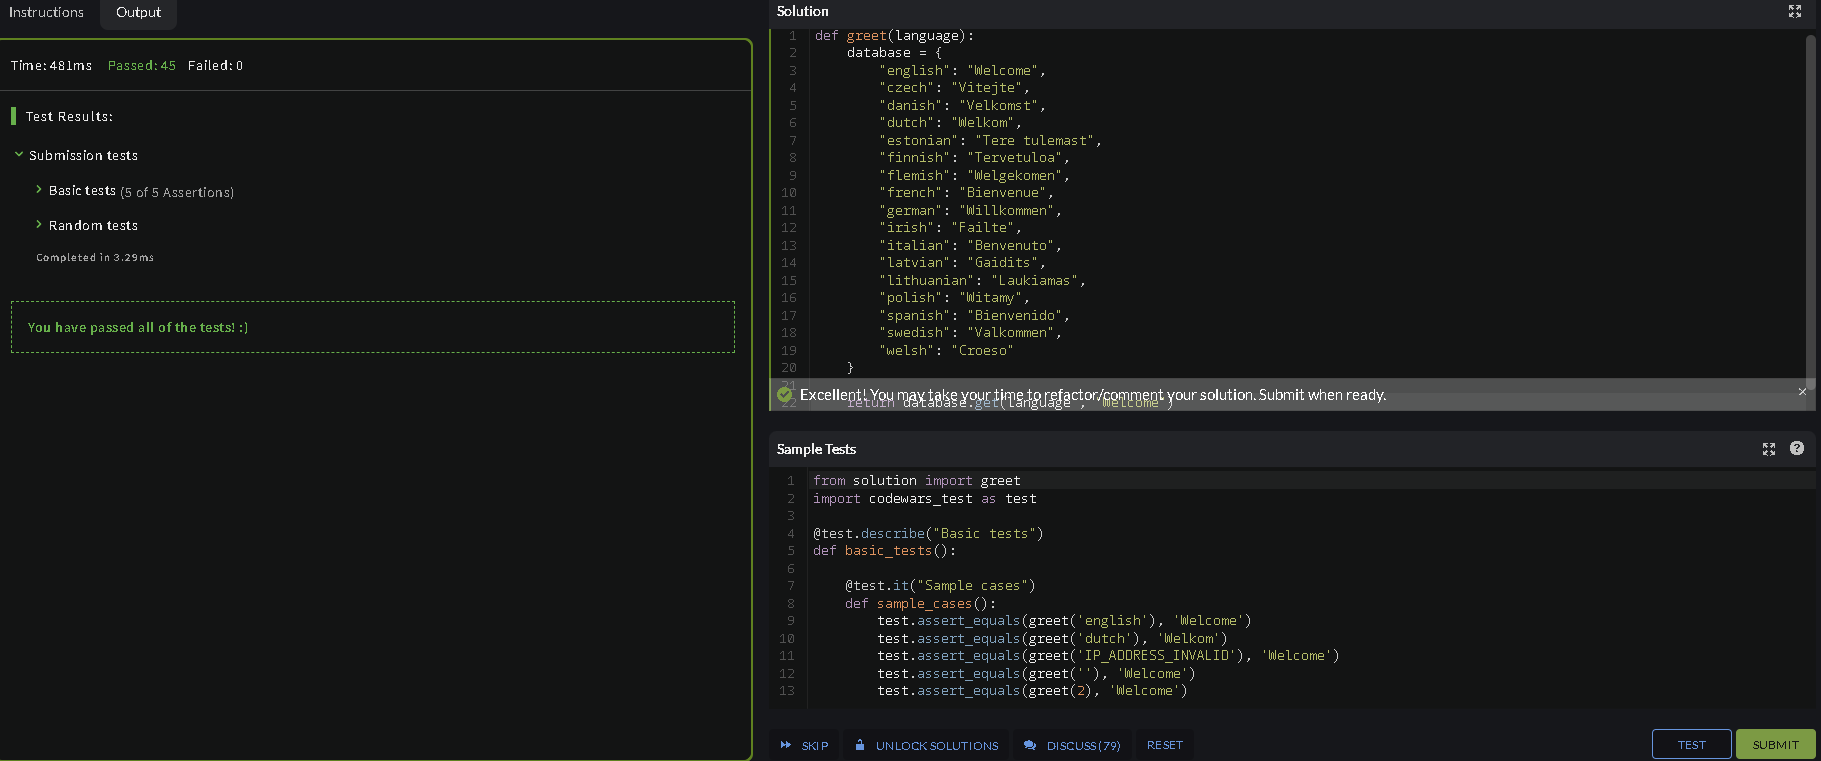 Instructions
Output
Time: 481ms Passed: 45 Failed: 0
Test Results:
Submission tests
Basic tests (5 of 5 Assertions)
Random tests
Completed in 3.29ms
You have passed all of the tests! :)
Solution
1 def greet(language):
2 database = {
3 "english": "Welcome",
4 "czech": "Vitejte",
5 "danish": "Velkomst",
6 "dutch": "Welkom",
7 "estonian": "Tere tulemast",
8 "finnish": "Tervetuloa",
9 "flemish": "Welgekomen",
10 "french": "Bienvenue",
11 "german": "Willkommen",
12 "irish": "Failte",
13 "italian": "Benvenuto",
14 "latvian": "Gaidits",
15 "lithuanian": "Laukiamas",
16 "polish": "Witamy",
17 "spanish": "Bienvenido",
18 "swedish": "Valkommen",
19 "welsh": "Croeso"
20 }
21
Excellent! You may take your time to refactor/comment your solution. Submit when ready.
22 return database.get(language, "Welcome")
Sample Tests
1 from solution import greet
2 import codewars_test as test
3
4 @test.describe("Basic tests")
5 def basic_tests():
6
7 @test.it("Sample cases")
8 def sample_cases():
9 test.assert_equals(greet('english'), 'Welcome')
10 test.assert_equals(greet('dutch'), 'Welkom')
11 test.assert_equals(greet('IP_ADDRESS_INVALID'), 'Welcome')
12 test.assert_equals(greet(''), 'Welcome')
13 test.assert_equals(greet(2), 'Welcome')
SKIP
UNLOCK SOLUTIONS
DISCUSS (79)
RESET
TEST
SUBMIT